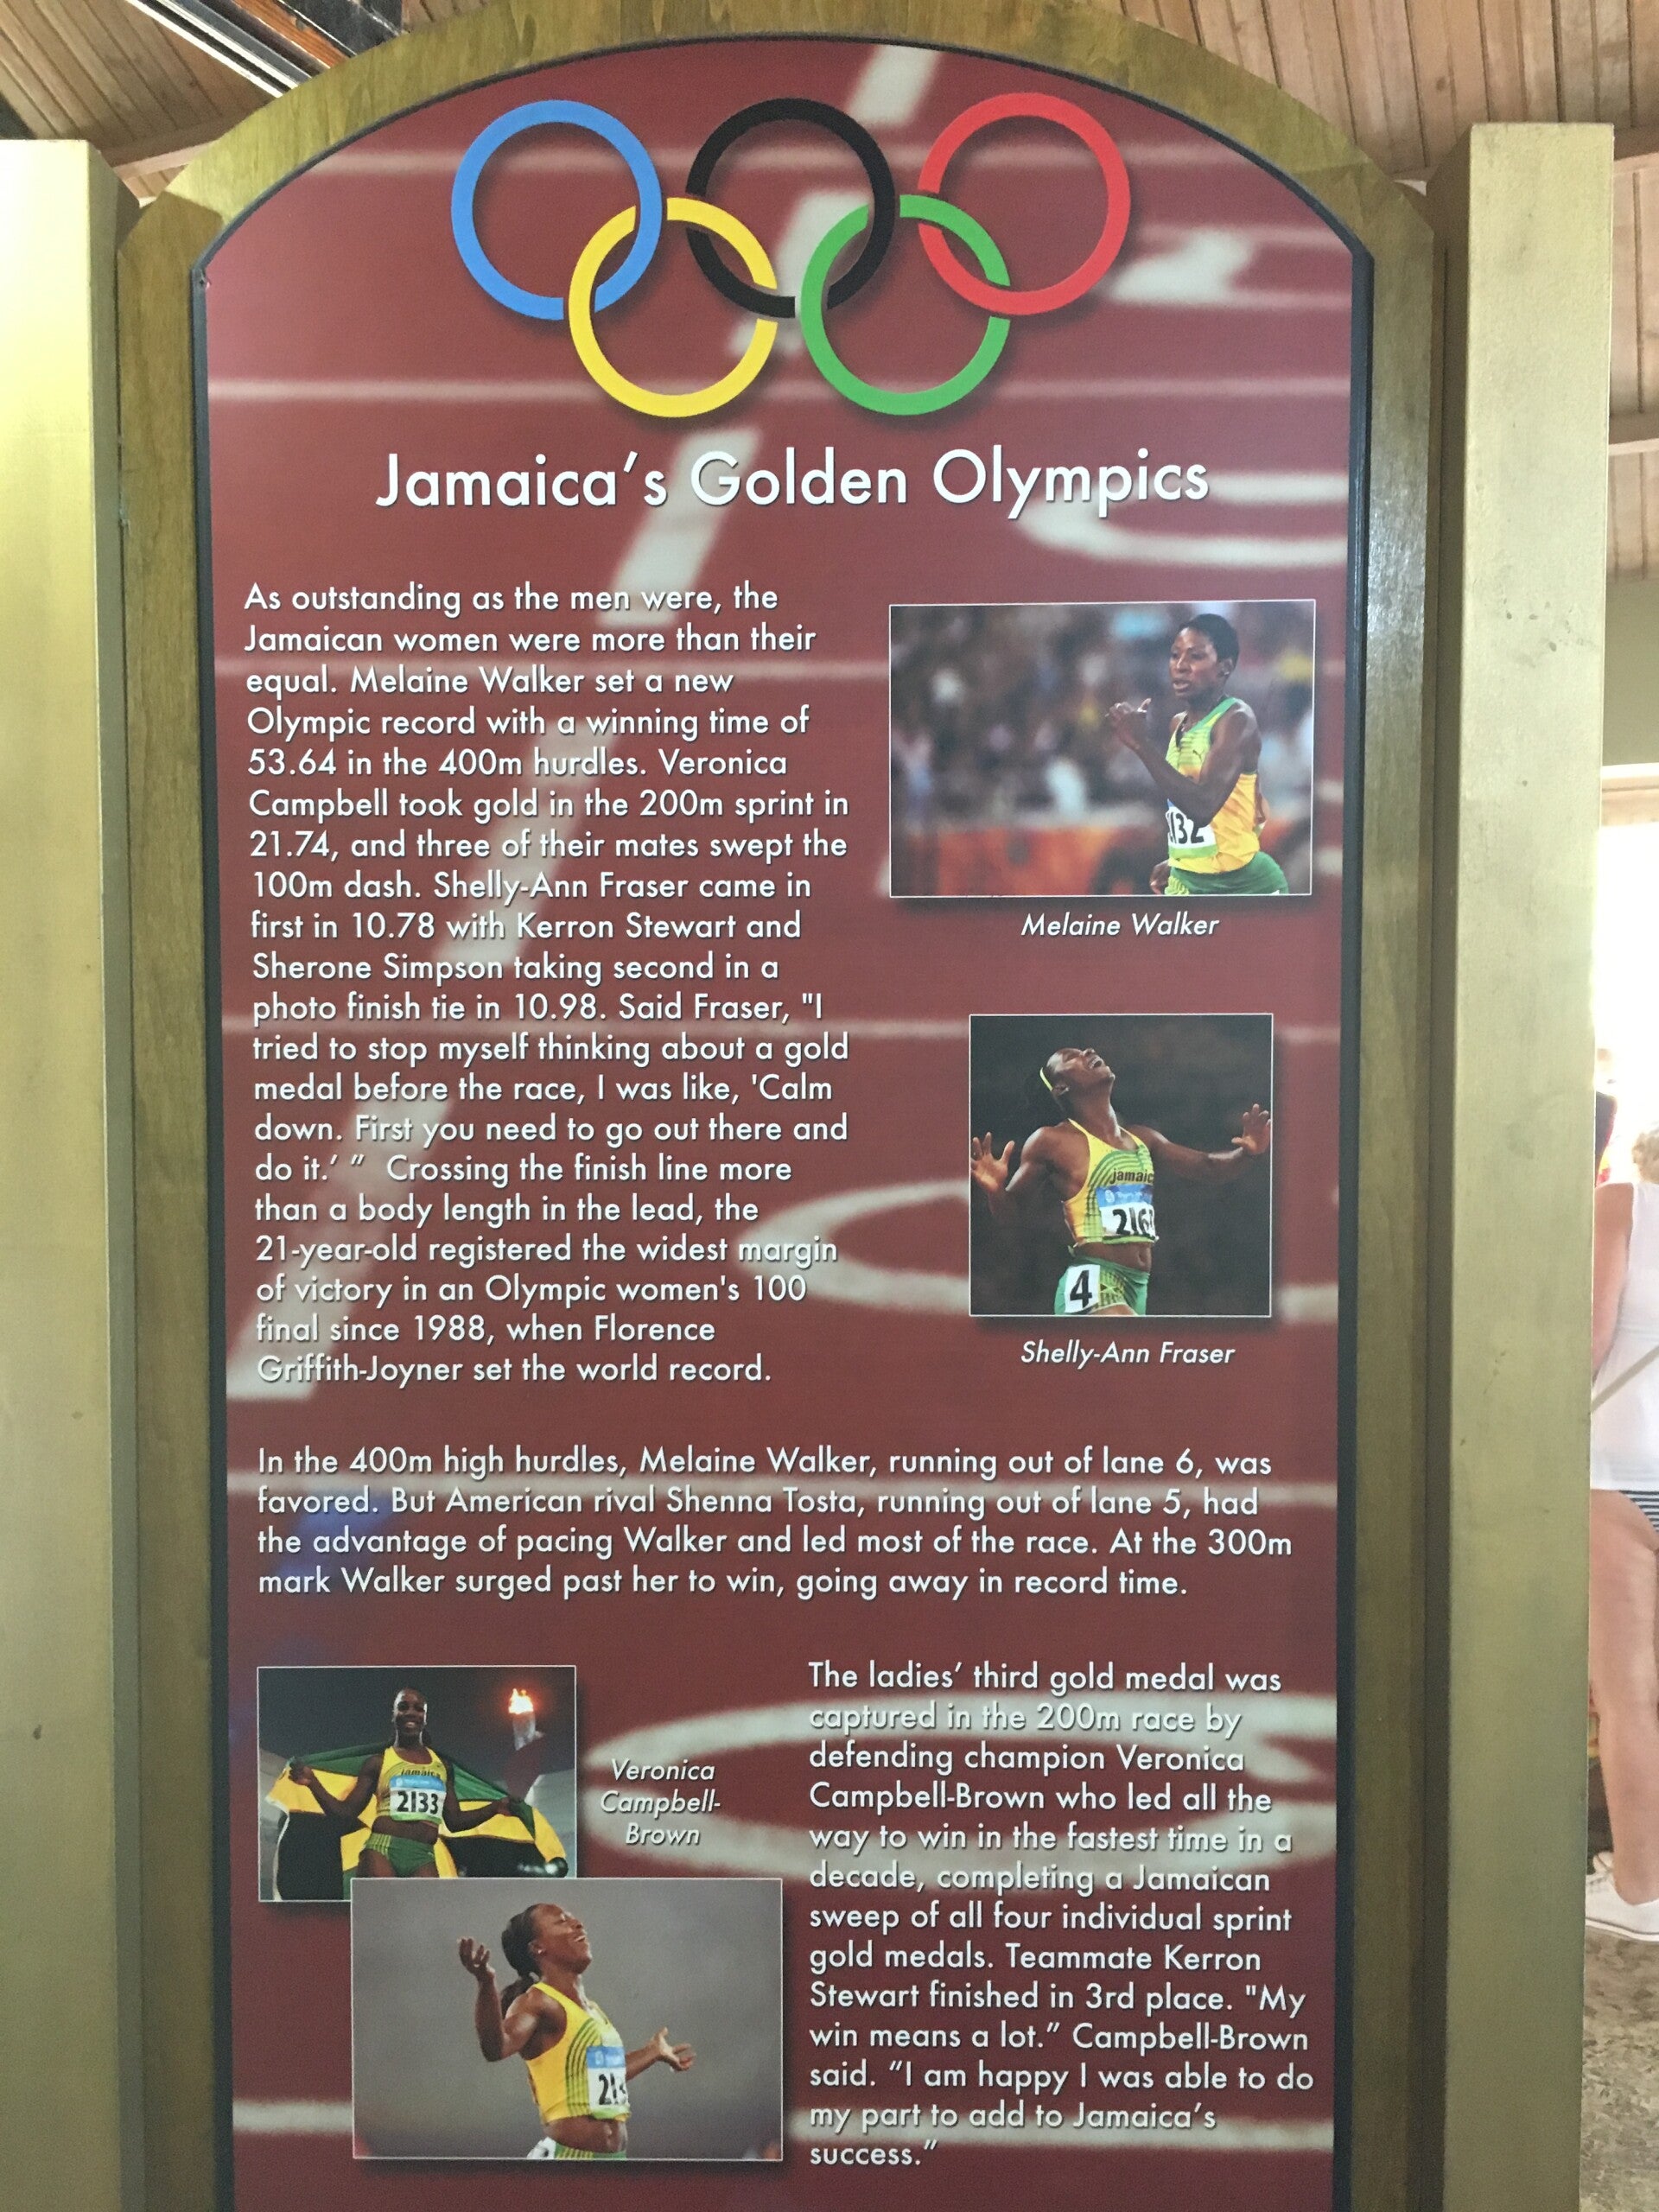 Jamaica's Golden Olympics
As outstanding as the men were, the
Jamaican women were more than their
equal. Melaine Walker set a new
Olympic record with a winning time of
53.64 in the 400m hurdles. Veronica
Campbell took gold in the 200m sprint in
21.74, and three of their mates swept the
100m dash. Shelly-Ann Fraser came in
first in 10.78 with Kerron Stewart and
Sherone Simpson taking second in a
photo finish tie in 10.98. Said Fraser, "I
tried to stop myself thinking about a gold
medal before the race, I was like, 'Calm
down. First you need to go out there and
do it.’ ” Crossing the finish line more
than a body length in the lead, the
21-year-old registered the widest margin
of victory in an Olympic women's 100
final since 1988, when Florence
Griffith-Joyner set the world record.
Melaine Walker
jamaic
2161
4
Shelly-Ann Fraser
In the 400m high hurdles, Melaine Walker, running out of lane 6, was
favored. But American rival Shenna Tosta, running out of lane 5, had
the advantage of pacing Walker and led most of the race. At the 300m
mark Walker surged past her to win, going away in record time.
jamaica
2133
Veronica
Campbell-
Brown
The ladies’ third gold medal was
captured in the 200m race by
defending champion Veronica
Campbell-Brown who led all the
way to win in the fastest time in a
decade, completing a Jamaican
sweep of all four individual sprint
gold medals. Teammate Kerron
Stewart finished in 3rd place. "My
win means a lot.” Campbell-Brown
said. “I am happy I was able to do
my part to add to Jamaica’s
success.”